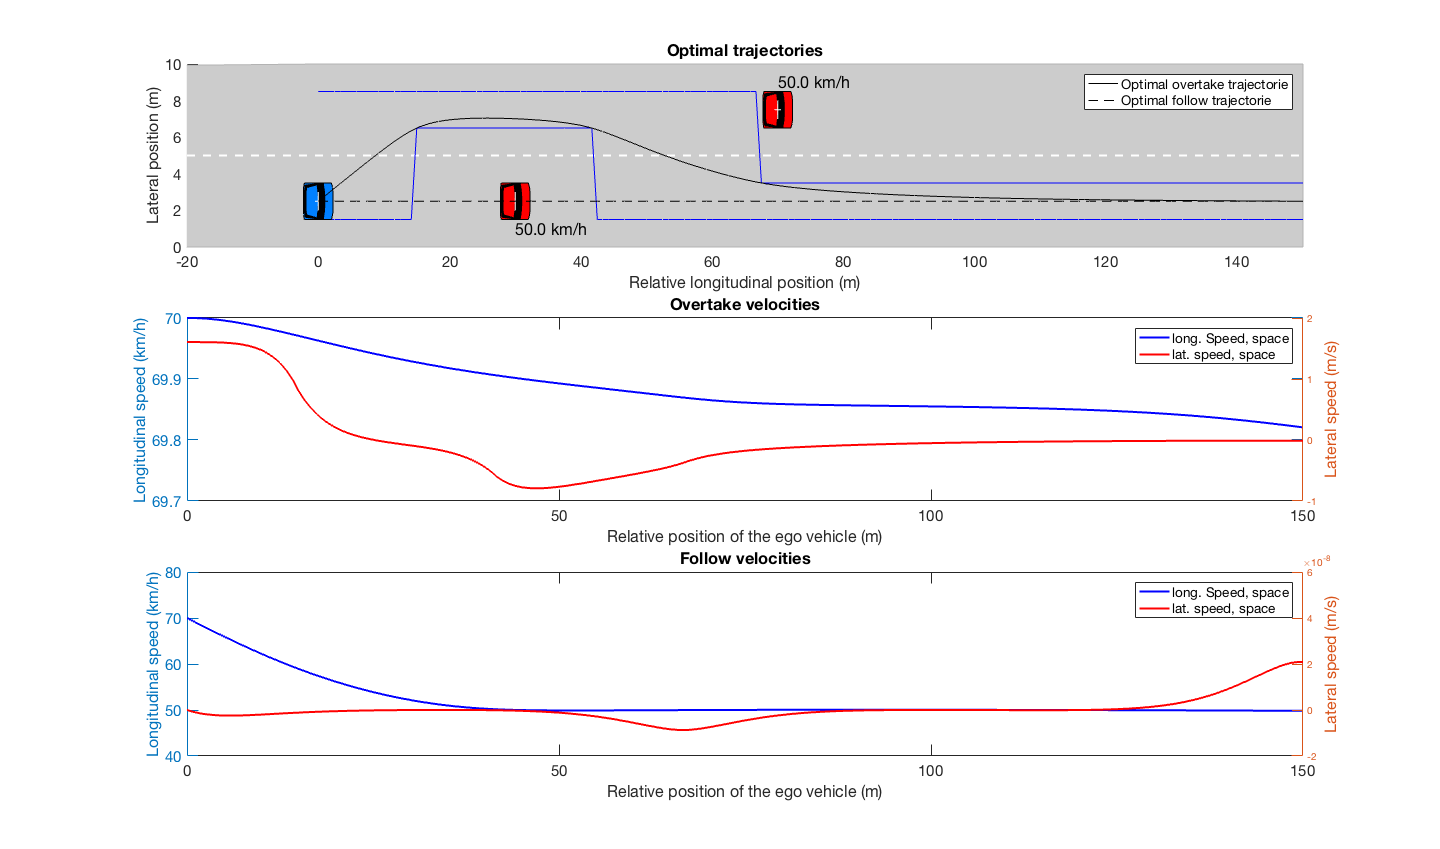 Optimal trajectories
Lateral position (m)
10
8
6
4
2
0
50.0 km/h
50.0 km/h
Optimal overtake trajectorie
Optimal follow trajectorie
-20 0 20 40 60 80 100 120 140
Relative longitudinal position (m)
Overtake velocities
Longitudinal speed (km/h)
70
69.9
69.8
69.7
long. Speed, space
lat. speed, space
2
1
0
-1
Lateral speed (m/s)
0 50 100 150
Relative position of the ego vehicle (m)
Follow velocities
Longitudinal speed (km/h)
80
70
60
50
40
long. Speed, space
lat. speed, space
×10⁻⁸
6
4
2
0
-2
Lateral speed (m/s)
0 50 100 150
Relative position of the ego vehicle (m)